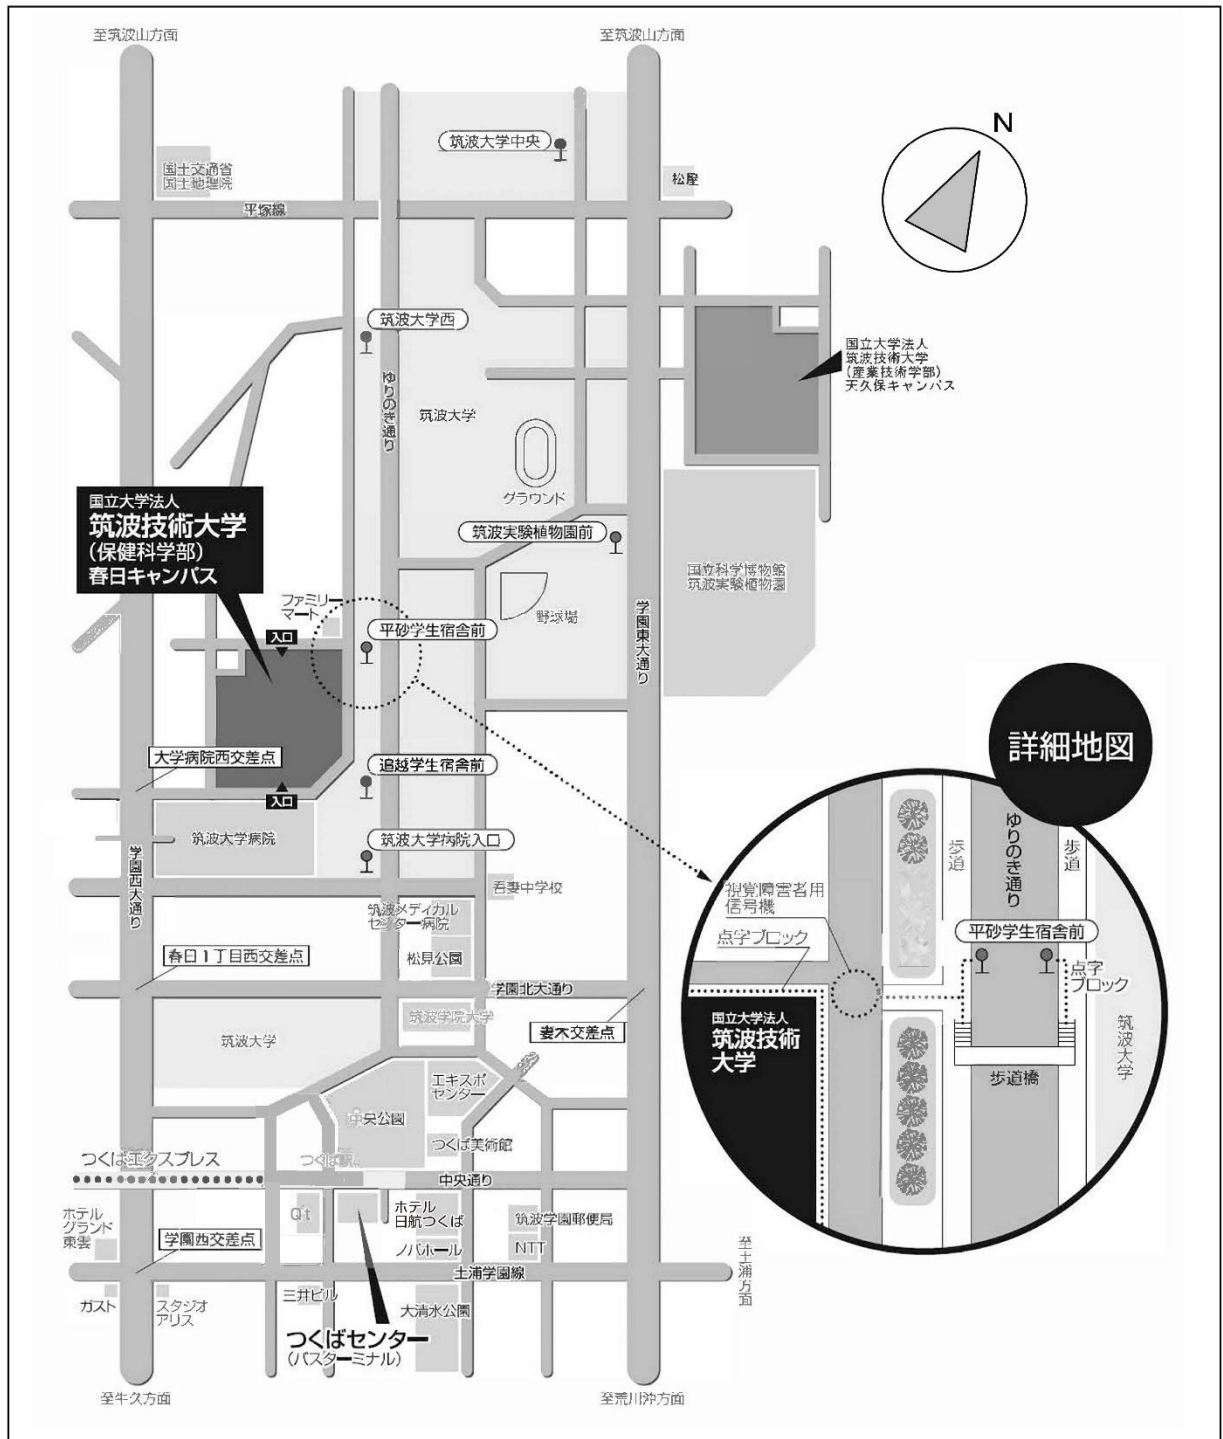 至筑波山方面
至筑波山方面
N
筑波大学中央
国土交通省
国土地理院
松屋
平塚線
筑波大学西
国立大学法人
筑波技術大学
(産業技術学部)
天久保キャンパス
ゆりのき通り
筑波大学
グラウンド
国立大学法人
筑波技術大学
(保健科学部)
春日キャンパス
筑波実験植物園前
国立科学博物館
筑波実験植物園
ファミリー
マート
野球場
学園東大通り
入口
平砂学生宿舎前
大学病院西交差点
追越学生宿舎前
入口
筑波大学病院
筑波大学病院入口
学園西大通り
吾妻中学校
筑波メディカル
センター病院
松見公園
春日1丁目西交差点
学園北大通り
筑波学院大学
筑波大学
妻木交差点
エキスポ
センター
中央公園
つくば美術館
つくばエクスプレス
つくば駅
中央通り
ホテル
グランド
東雲
Q't
ホテル
日航つくば
筑波学園郵便局
学園西交差点
ノバホール
NTT
土浦学園線
至土浦方面
ガスト
スタジオ
アリス
三井ビル
大清水公園
つくばセンター
(バスターミナル)
至牛久方面
至荒川沖方面
詳細地図
ゆりのき通り
歩道
歩道
視覚障害者用
信号機
点字ブロック
平砂学生宿舎前
点字
ブロック
国立大学法人
筑波技術
大学
歩道橋
筑波大学